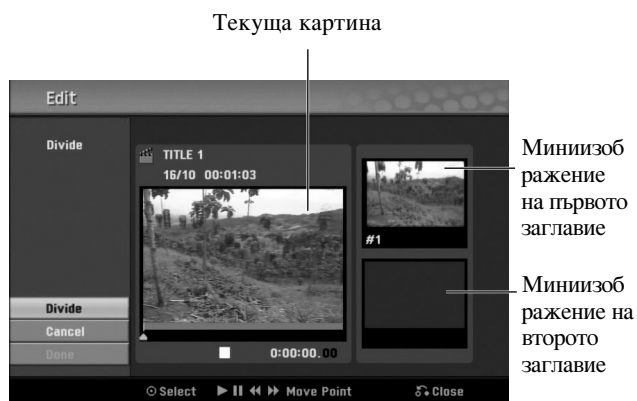 Текуща картина
Edit
Divide
TITLE 1
16/10 00:01:03
#1
Divide
Cancel
Done
0:00:00.00
Select
Move Point
Close
Миниизоб
ражение
на първото
заглавие
Миниизоб
ражение на
второто
заглавие